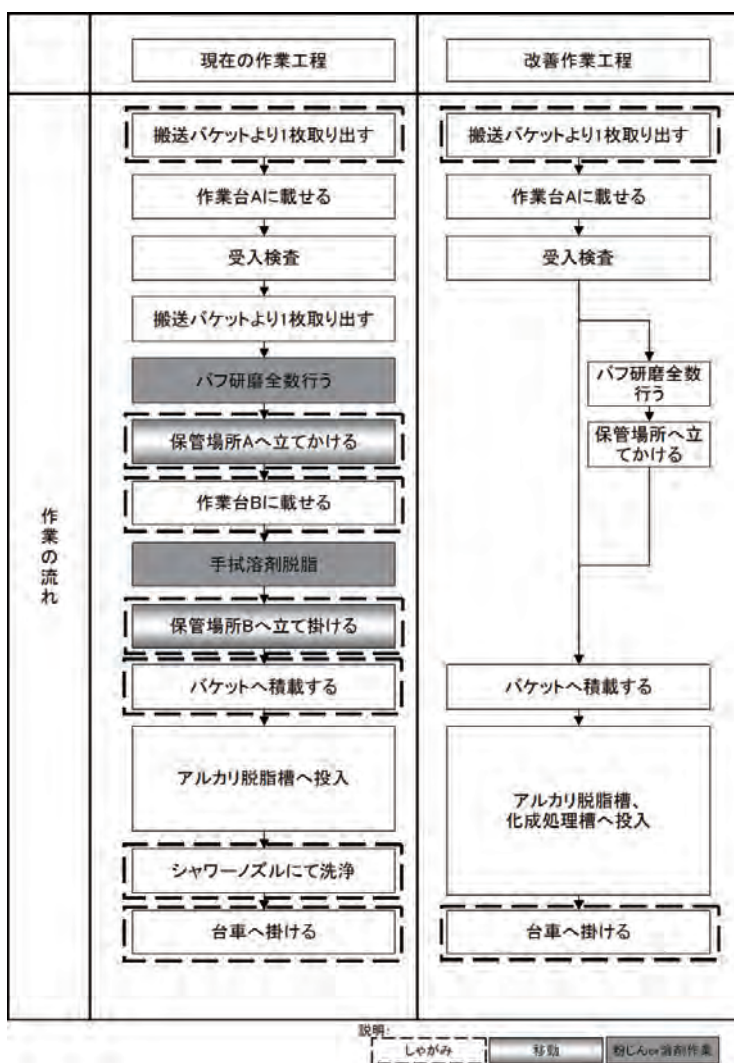 現在の作業工程
改善作業工程
作業の流れ
搬送バケットより1枚取り出す
作業台Aに載せる
受入検査
搬送バケットより1枚取り出す
バフ研磨全数行う
保管場所Aへ立てかける
作業台Bに載せる
手拭溶剤脱脂
保管場所Bへ立て掛ける
バケットへ積載する
アルカリ脱脂槽へ投入
シャワーノズルにて洗浄
台車へ掛ける
搬送バケットより1枚取り出す
作業台Aに載せる
受入検査
バフ研磨全数
行う
保管場所へ立
てかける
バケットへ積載する
アルカリ脱脂槽、
化成処理槽へ投入
台車へ掛ける
説明:
しゃがみ
移動
粉じんor溶剤作業